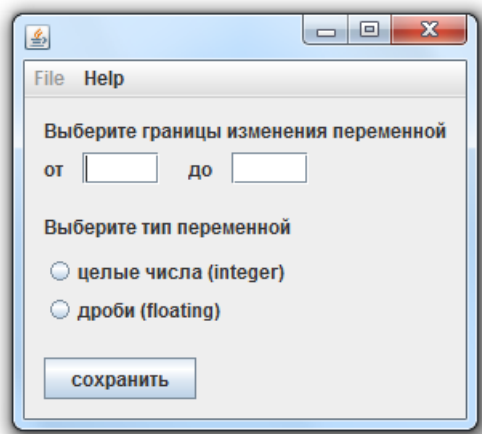 File Help
Выберите границы изменения переменной
от до
Выберите тип переменной
целые числа (integer)
дроби (floating)
сохранить